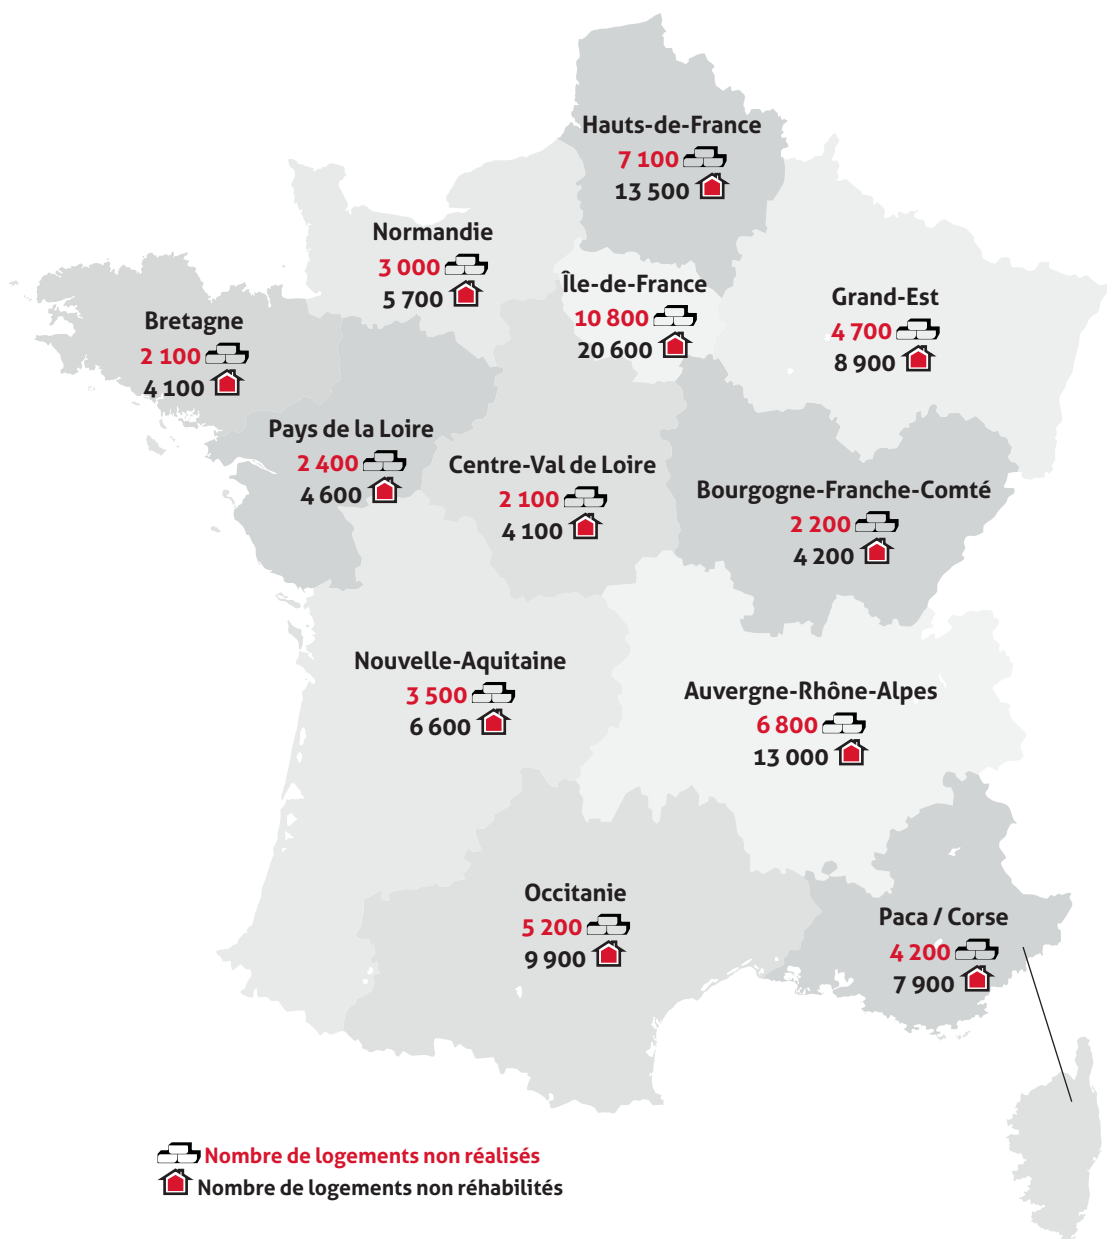 Hauts-de-France
7 100
13 500
Normandie
3 000
5 700
Île-de-France
10 800
20 600
Grand-Est
4 700
8 900
Bretagne
2 100
4 100
Pays de la Loire
2 400
4 600
Centre-Val de Loire
2 100
4 100
Bourgogne-Franche-Comté
2 200
4 200
Nouvelle-Aquitaine
3 500
6 600
Auvergne-Rhône-Alpes
6 800
13 000
Occitanie
5 200
9 900
Paca / Corse
4 200
7 900
Nombre de logements non réalisés
Nombre de logements non réhabilités